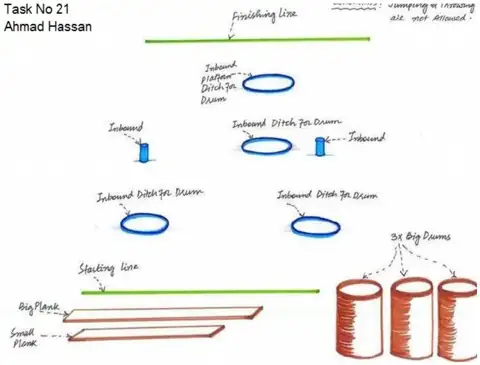 Task No 21
Ahmad Hassan
Finishing line
Jumping & throwing
are not allowed.
Inbound
platform
Ditch For
Drum
Inbound Ditch For Drum
Inbound
Inbound
Inbound Ditch For Drum
Inbound Ditch For Drum
3x Big Drums
Starting line
Big Plank
Small
Plank